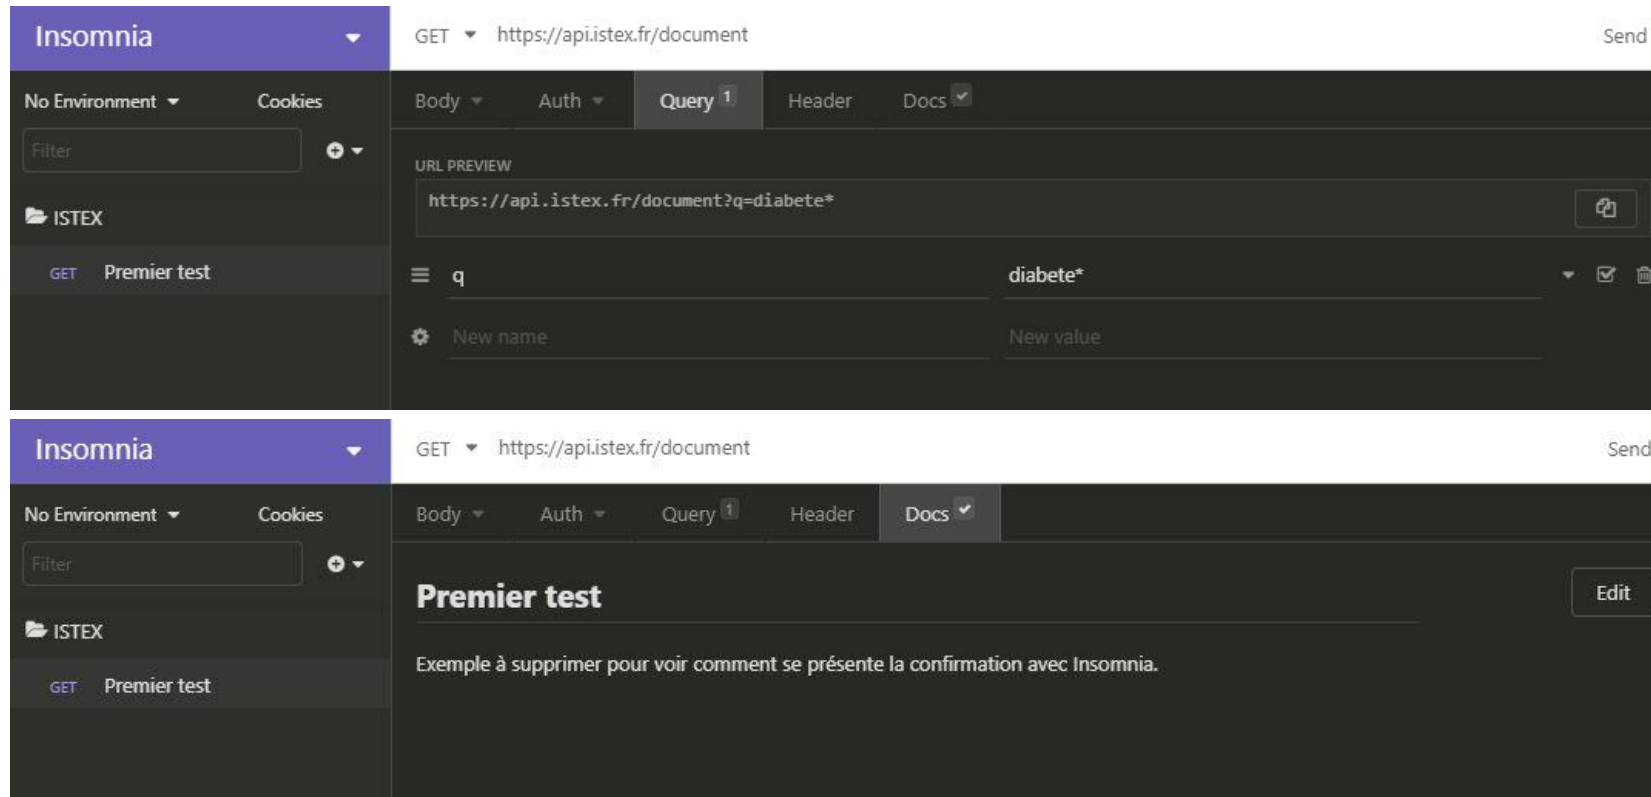 Insomnia
GET https://api.istex.fr/document Send
No Environment Cookies
Body Auth Query 1 Header Docs
Filter
URL PREVIEW
https://api.istex.fr/document?q=diabete*
ISTEX
GET Premier test
q diabete*
New name New value
Insomnia
GET https://api.istex.fr/document Send
No Environment Cookies
Body Auth Query 1 Header Docs
Filter
Premier test Edit
ISTEX
Exemple à supprimer pour voir comment se présente la confirmation avec Insomnia.
GET Premier test